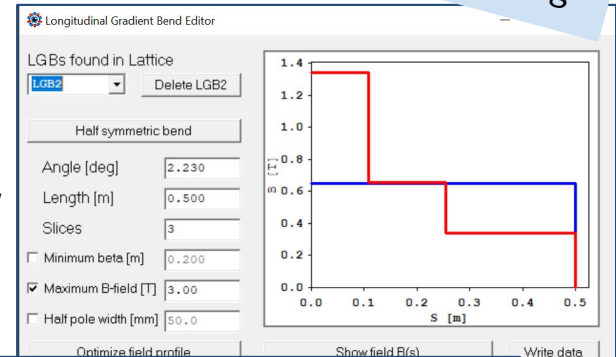 g
Longitudinal Gradient Bend Editor
LGBs found in Lattice
LGB2
Delete LGB2
Half symmetric bend
Angle [deg] 2.230
Length [m] 0.500
Slices 3
Minimum beta [m] 0.200
Maximum B-field [T] 3.00
Half pole width [mm] 50.0
Optimize field profile
1.4
1.2
1.0
0.8
0.6
0.4
0.2
0.0
B [T]
0.0 0.1 0.2 0.3 0.4 0.5
S [m]
Show field B(s)
Write data